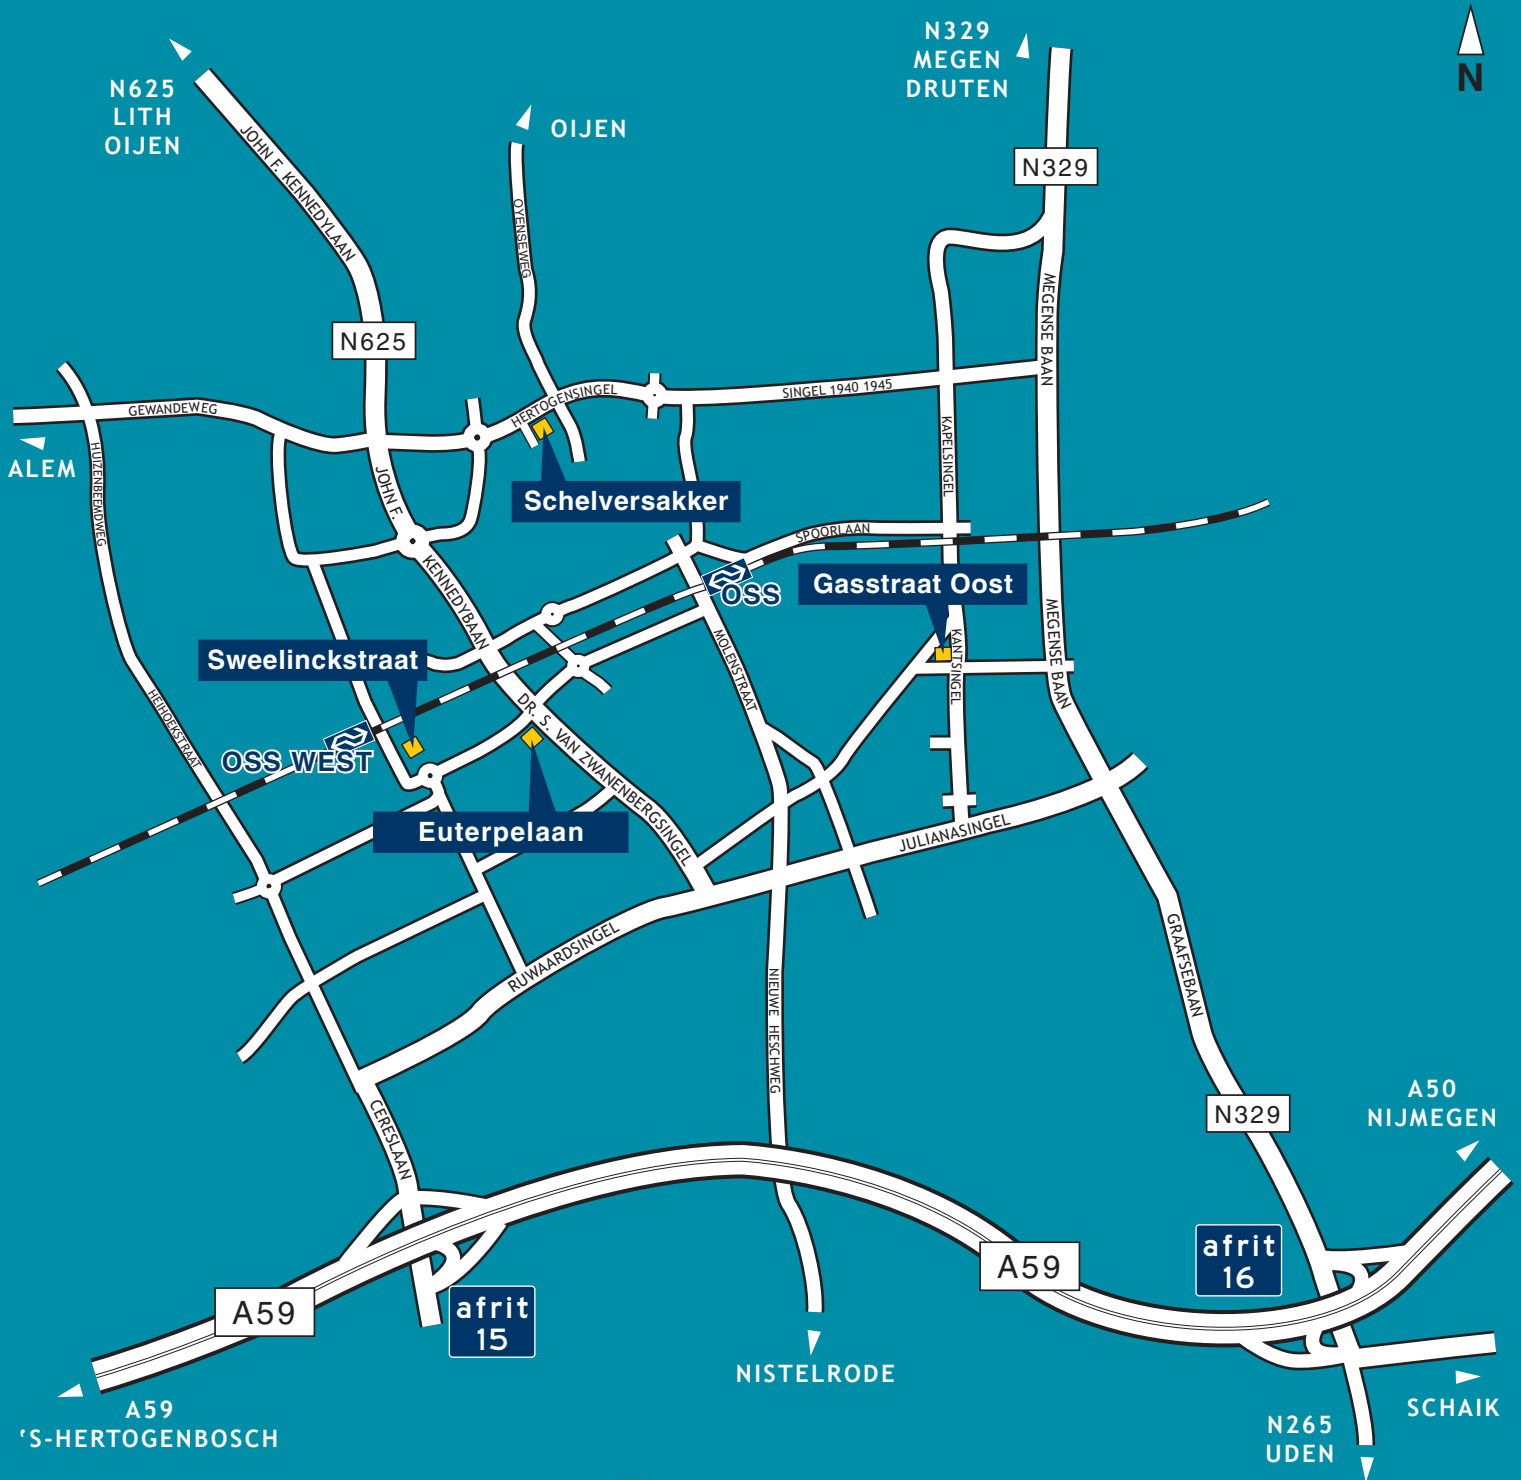 N329
MEGEN
DRUTEN
N
N625
LITH
OIJEN
OIJEN
JOHN F. KENNEDYLAAN
N329
OYENSEWEG
MEGENSE BAAN
N625
HERTOGENSINGEL
SINGEL 1940 1945
GEWANDEWEG
ALEM
HUIZENBEEMDWEG
JOHN F.
KENNEDYBAAN
KAPELSINGEL
Schelversakker
SPOORLAAN
OSS
Gasstraat Oost
MEGENSE BAAN
KANTSINGEL
MOLENSTRAAT
Sweelinckstraat
HEIHOEKSTRAAT
DR. S. VAN ZWANENBERGSINGEL
OSS WEST
Euterpelaan
JULIANASINGEL
RUWAARDSINGEL
GRAAFSEBAAN
NIEUWE HESCHWEG
CERESLAAN
N329
A50
NIJMEGEN
A59
afrit
15
A59
afrit
16
NISTELRODE
A59
'S-HERTOGENBOSCH
SCHAIK
N265
UDEN